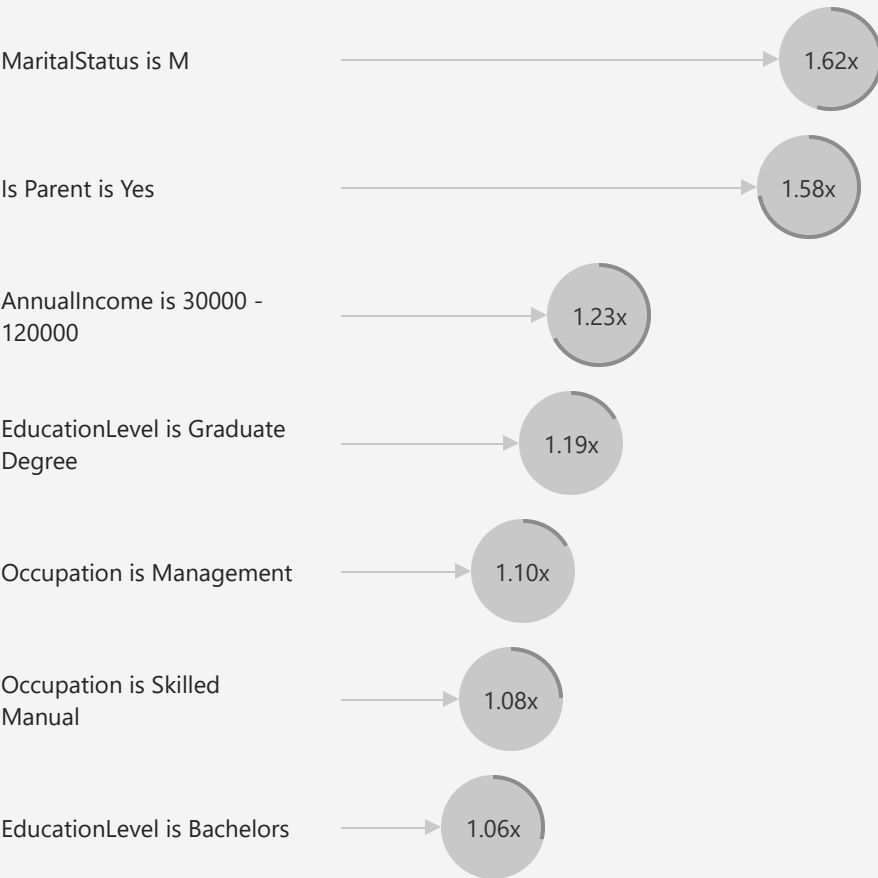 MaritalStatus is M
1.62x
Is Parent is Yes
1.58x
AnnualIncome is 30000 -
120000
1.23x
EducationLevel is Graduate
Degree
1.19x
Occupation is Management
1.10x
Occupation is Skilled
Manual
1.08x
EducationLevel is Bachelors
1.06x